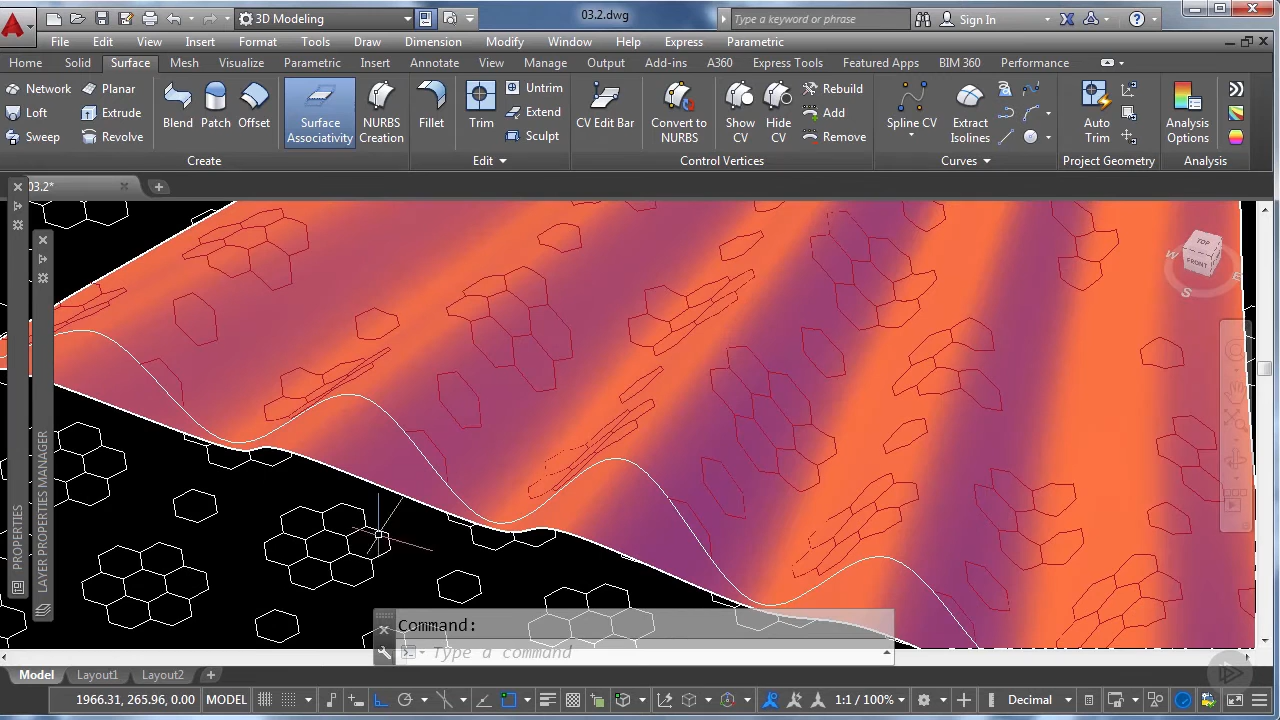 3D Modeling
03.2.dwg
Type a keyword or phrase
Sign In
File Edit View Insert Format Tools Draw Dimension Modify Window Help Express Parametric
Home Solid Surface Mesh Visualize Parametric Insert Annotate View Manage Output Add-ins A360 Express Tools Featured Apps BIM 360 Performance
Network Planar Untrim Rebuild
Loft Extrude Extend Add
Sweep Revolve Sculpt Remove
Blend Patch Offset Surface Associativity NURBS Creation Fillet Trim CV Edit Bar Convert to NURBS Show CV Hide CV Spline CV Extract Isolines Auto Trim Analysis Options
Create Edit Control Vertices Curves Project Geometry Analysis
03.2*
TOP
FRONT
W
E
S
PROPERTIES
LAYER PROPERTIES MANAGER
Command:
Type a command
Model Layout1 Layout2
1966.31, 265.96, 0.00 MODEL 1:1 / 100% Decimal